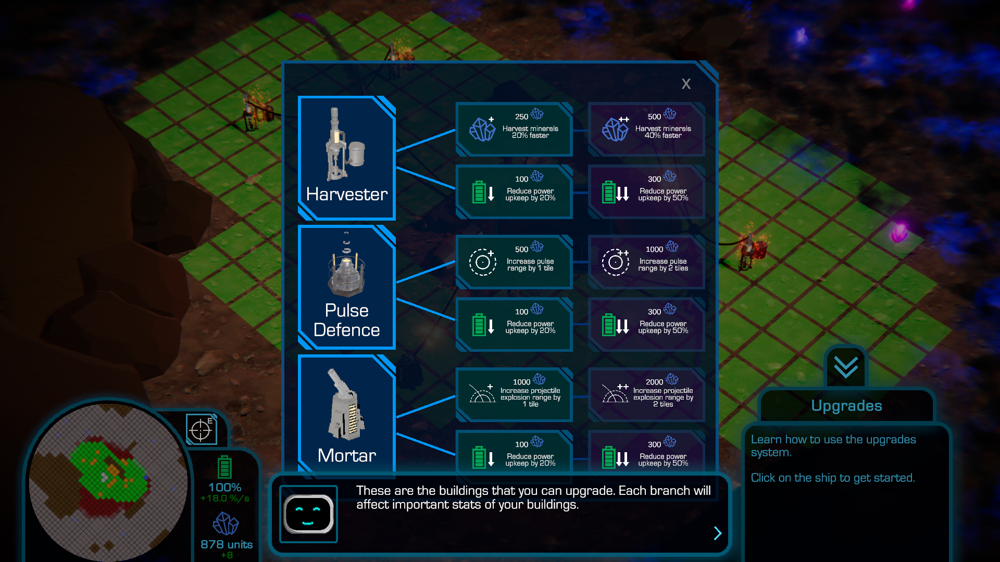 X
Harvester
250
Harvest minerals
20% faster
500
Harvest minerals
40% faster
100
Reduce power
upkeep by 20%
300
Reduce power
upkeep by 50%
Pulse
Defence
500
Increase pulse
range by 1 tile
1000
Increase pulse
range by 2 tiles
100
Reduce power
upkeep by 20%
300
Reduce power
upkeep by 50%
Mortar
1000
Increase projectile
explosion range by
1 tile
2000
Increase projectile
explosion range by
2 tiles
100
Reduce power
upkeep by 20%
300
Reduce power
upkeep by 50%
E
100%
+18.0 %/s
878 units
+8
These are the buildings that you can upgrade. Each branch will
affect important stats of your buildings.
Upgrades
Learn how to use the upgrades
system.
Click on the ship to get started.